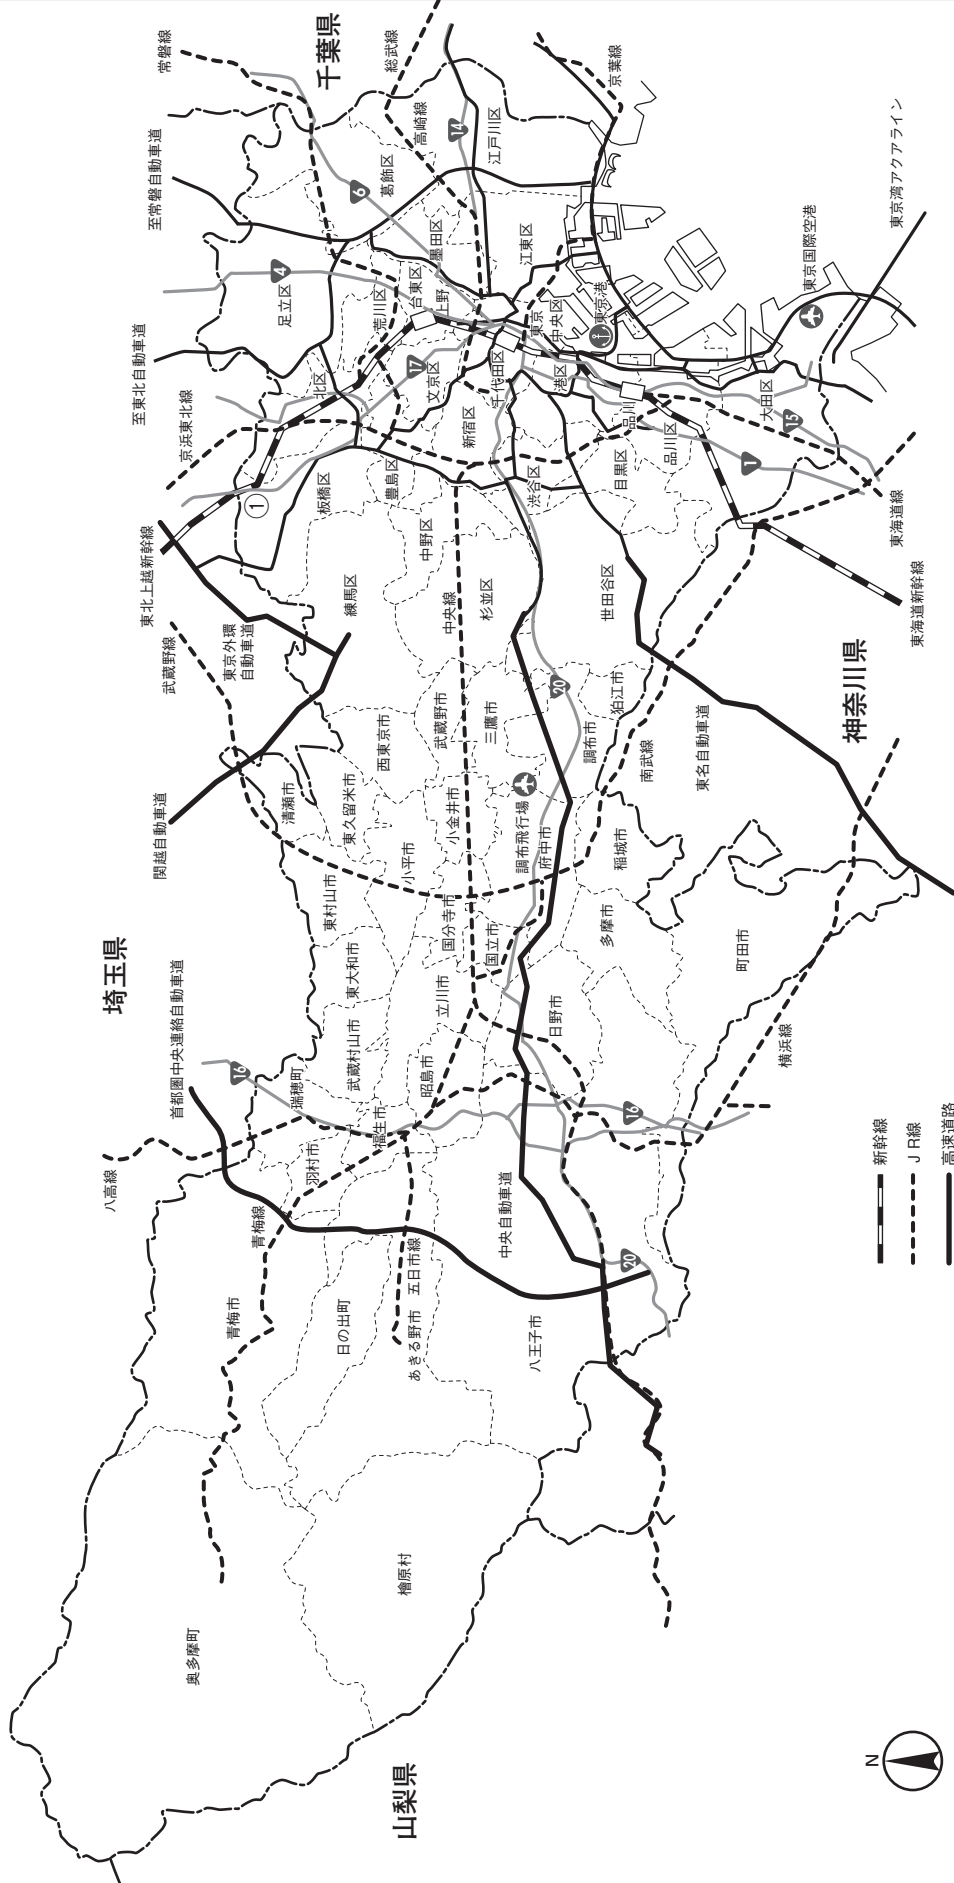 埼玉県
千葉県
神奈川県
山梨県
八高線
首都圏中央連絡自動車道
関越自動車道
武蔵野線
東京外環
自動車道
東北上越新幹線
京浜東北線
至東北自動車道
至常磐自動車道
常磐線
総武線
高崎線
京葉線
東京湾アクアライン
東京国際空港
東海道線
東海道新幹線
東名自動車道
南武線
横浜線
中央線
中央自動車道
五日市線
青梅線
奥多摩町
檜原村
青梅市
日の出町
あきる野市
八王子市
羽村市
瑞穂町
福生市
武蔵村山市
昭島市
立川市
東大和市
東村山市
国分寺市
国立市
日野市
多摩市
町田市
稲城市
府中市
調布飛行場
調布市
狛江市
小平市
小金井市
東久留米市
清瀬市
西東京市
武蔵野市
三鷹市
練馬区
杉並区
世田谷区
中野区
板橋区
豊島区
渋谷区
目黒区
品川区
品川
大田区
新宿区
文京区
千代田区
港区
北区
荒川区
足立区
台東区
上野
墨田区
東京
中央区
東京港
江東区
葛飾区
江戸川区
16
16
20
20
1
17
4
6
14
1
15
N
新幹線
JR線
高速道路